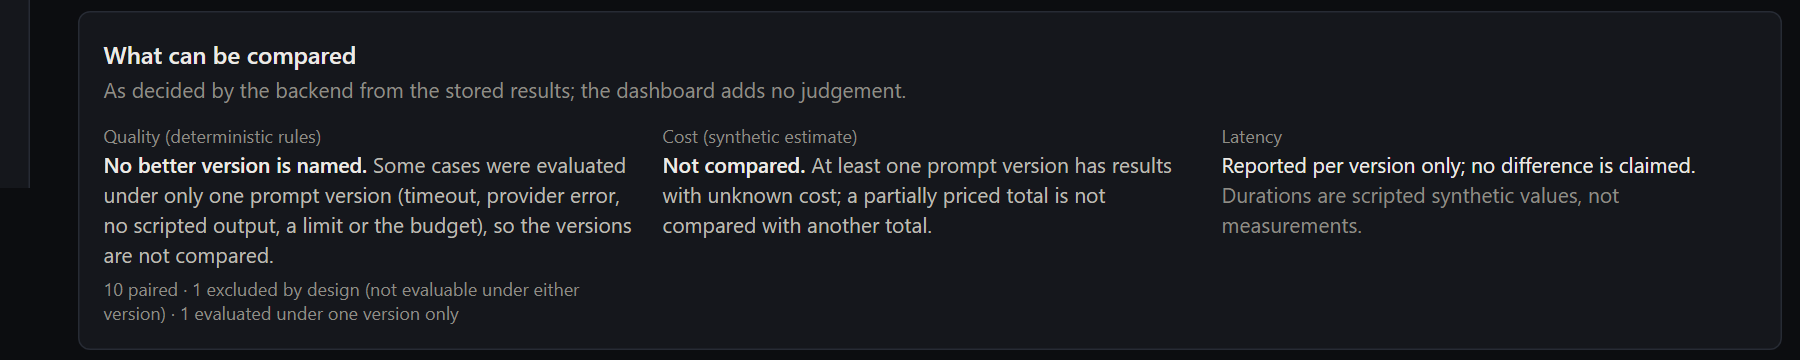 What can be compared
As decided by the backend from the stored results; the dashboard adds no judgement.
Quality (deterministic rules)
No better version is named. Some cases were evaluated
under only one prompt version (timeout, provider error,
no scripted output, a limit or the budget), so the versions
are not compared.
10 paired · 1 excluded by design (not evaluable under either
version) · 1 evaluated under one version only
Cost (synthetic estimate)
Not compared. At least one prompt version has results
with unknown cost; a partially priced total is not
compared with another total.
Latency
Reported per version only; no difference is claimed.
Durations are scripted synthetic values, not
measurements.